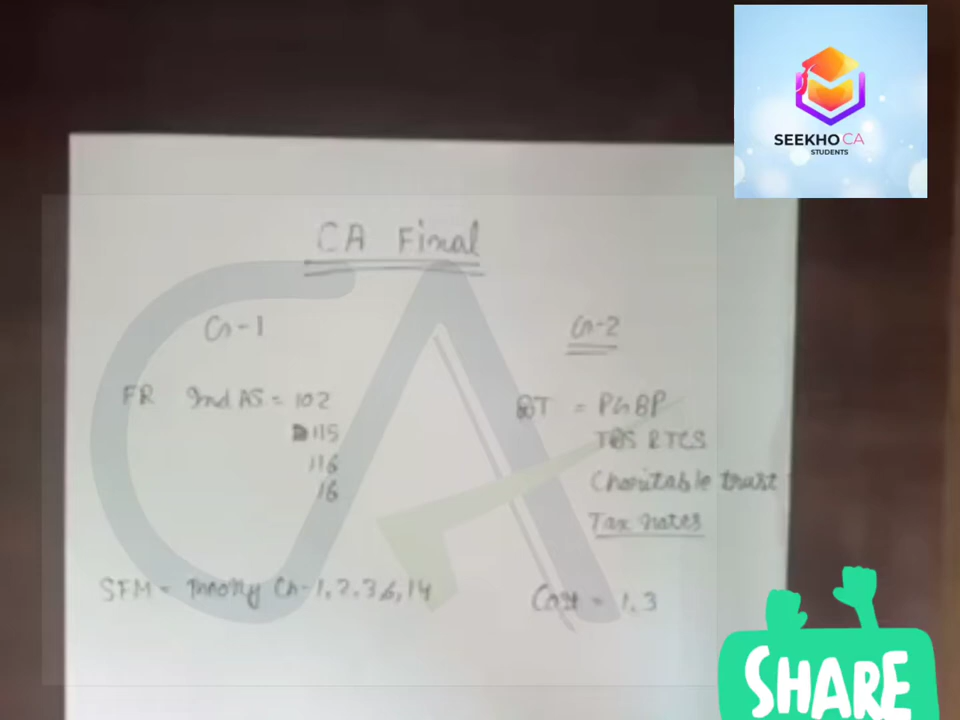 SEEKHO CA
STUDENTS
CA Final
Gr-1
FR Ind AS = 102
115
116
16
SFM = Theory Ch-1, 2, 3 6, 14
Gr-2
DT = PGBP
TDS & TCS
Charitable trust
Tax rates
Cost = 1, 3
SHARE